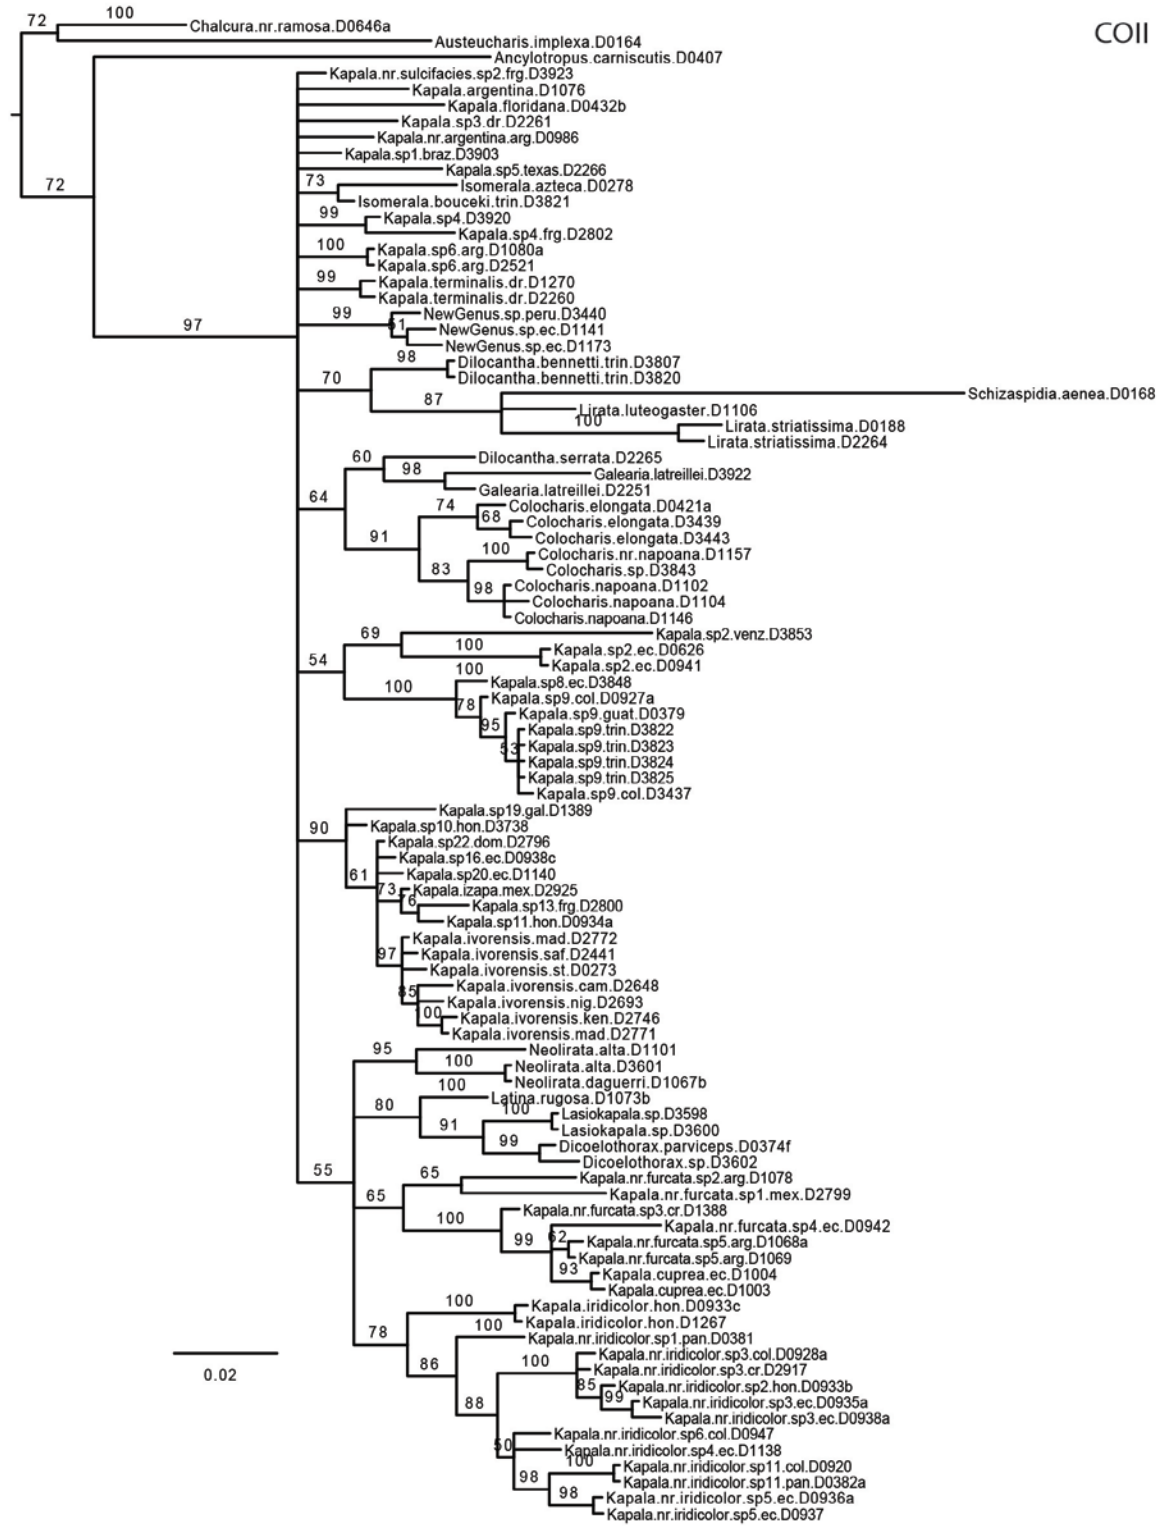 COII
72
100
Chalcura.nr.ramosa.D0646a
Austeucharis.implexa.D0164
Ancylotropus.carniscutis.D0407
Kapala.nr.sulcifacies.sp2.frg.D3923
Kapala.argentina.D1076
Kapala.floridana.D0432b
Kapala.sp3.dr.D2261
Kapala.nr.argentina.arg.D0986
Kapala.sp1.braz.D3903
Kapala.sp5.texas.D2266
72
73
Isomerala.azteca.D0278
Isomerala.bouceki.trin.D3821
99
Kapala.sp4.D3920
Kapala.sp4.frg.D2802
100
Kapala.sp6.arg.D1080a
Kapala.sp6.arg.D2521
99
Kapala.terminalis.dr.D1270
Kapala.terminalis.dr.D2260
97
99
NewGenus.sp.peru.D3440
61
NewGenus.sp.ec.D1141
NewGenus.sp.ec.D1173
70
98
Dilocantha.bennetti.trin.D3807
Dilocantha.bennetti.trin.D3820
87
Schizaspidia.aenea.D0168
Lirata.luteogaster.D1106
100
Lirata.striatissima.D0188
Lirata.striatissima.D2264
64
60
Dilocantha.serrata.D2265
98
Galearia.latreillei.D3922
Galearia.latreillei.D2251
91
74
Colocharis.elongata.D0421a
68
Colocharis.elongata.D3439
Colocharis.elongata.D3443
83
100
Colocharis.nr.napoana.D1157
Colocharis.sp.D3843
98
Colocharis.napoana.D1102
Colocharis.napoana.D1104
Colocharis.napoana.D1146
54
69
Kapala.sp2.venz.D3853
100
Kapala.sp2.ec.D0626
Kapala.sp2.ec.D0941
100
100
Kapala.sp8.ec.D3848
78
Kapala.sp9.col.D0927a
95
Kapala.sp9.guat.D0379
53
Kapala.sp9.trin.D3822
Kapala.sp9.trin.D3823
Kapala.sp9.trin.D3824
Kapala.sp9.trin.D3825
Kapala.sp9.col.D3437
90
Kapala.sp19.gal.D1389
Kapala.sp10.hon.D3738
61
Kapala.sp22.dom.D2796
Kapala.sp16.ec.D0938c
Kapala.sp20.ec.D1140
73
Kapala.izapa.mex.D2925
76
Kapala.sp13.frg.D2800
Kapala.sp11.hon.D0934a
97
Kapala.ivorensis.mad.D2772
Kapala.ivorensis.saf.D2441
Kapala.ivorensis.st.D0273
85
Kapala.ivorensis.cam.D2648
Kapala.ivorensis.nig.D2693
100
Kapala.ivorensis.ken.D2746
Kapala.ivorensis.mad.D2771
55
95
Neolirata.alta.D1101
100
Neolirata.alta.D3601
Neolirata.daguerri.D1067b
80
100
Latina.rugosa.D1073b
91
100
Lasiokapala.sp.D3598
Lasiokapala.sp.D3600
99
Dicoelothorax.parviceps.D0374f
Dicoelothorax.sp.D3602
65
65
Kapala.nr.furcata.sp2.arg.D1078
Kapala.nr.furcata.sp1.mex.D2799
100
Kapala.nr.furcata.sp3.cr.D1388
99
Kapala.nr.furcata.sp4.ec.D0942
62
Kapala.nr.furcata.sp5.arg.D1068a
Kapala.nr.furcata.sp5.arg.D1069
93
Kapala.cuprea.ec.D1004
Kapala.cuprea.ec.D1003
78
100
Kapala.iridicolor.hon.D0933c
Kapala.iridicolor.hon.D1267
86
100
Kapala.nr.iridicolor.sp1.pan.D0381
88
100
Kapala.nr.iridicolor.sp3.col.D0928a
Kapala.nr.iridicolor.sp3.cr.D2917
85
Kapala.nr.iridicolor.sp2.hon.D0933b
99
Kapala.nr.iridicolor.sp3.ec.D0935a
Kapala.nr.iridicolor.sp3.ec.D0938a
50
Kapala.nr.iridicolor.sp6.col.D0947
Kapala.nr.iridicolor.sp4.ec.D1138
98
100
Kapala.nr.iridicolor.sp11.col.D0920
Kapala.nr.iridicolor.sp11.pan.D0382a
98
Kapala.nr.iridicolor.sp5.ec.D0936a
Kapala.nr.iridicolor.sp5.ec.D0937
0.02